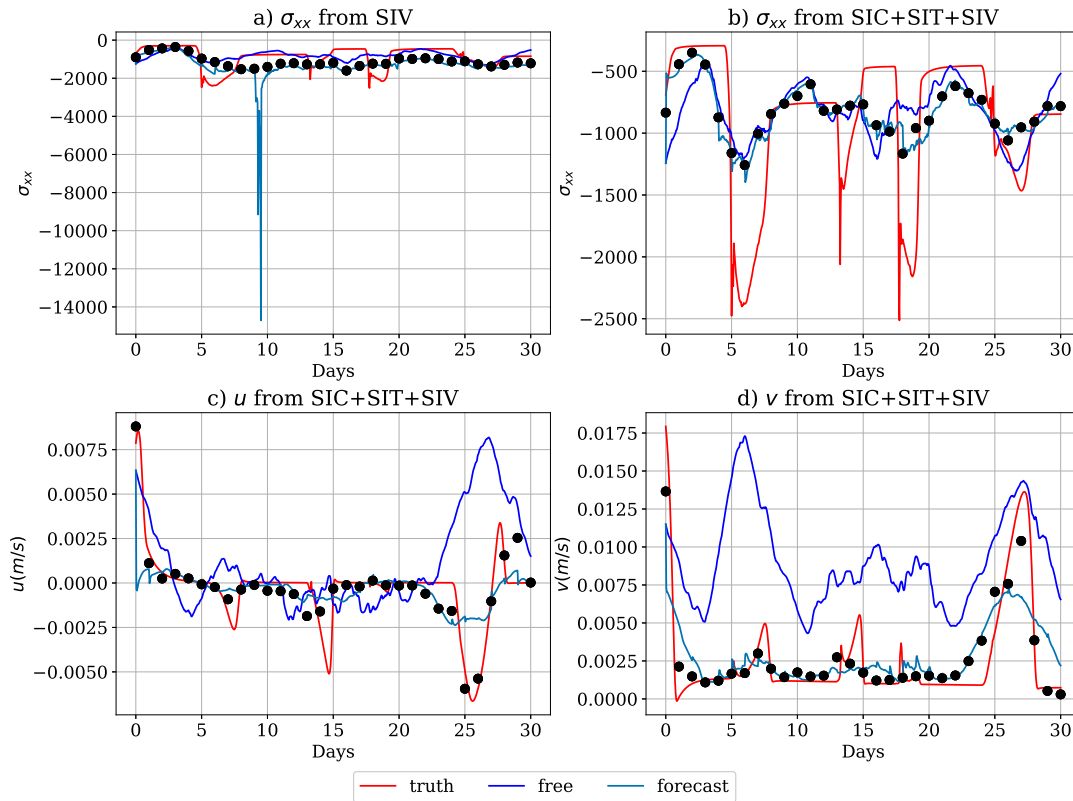 a) σxx from SIV
b) σxx from SIC+SIT+SIV
0
−2000
−4000
−6000
−8000
−10000
−12000
−14000
σxx
0 5 10 15 20 25 30
Days
−500
−1000
−1500
−2000
−2500
σxx
0 5 10 15 20 25 30
Days
c) u from SIC+SIT+SIV
d) v from SIC+SIT+SIV
0.0075
0.0050
0.0025
0.0000
−0.0025
−0.0050
u(m/s)
0 5 10 15 20 25 30
Days
0.0175
0.0150
0.0125
0.0100
0.0075
0.0050
0.0025
0.0000
v(m/s)
0 5 10 15 20 25 30
Days
truth free forecast